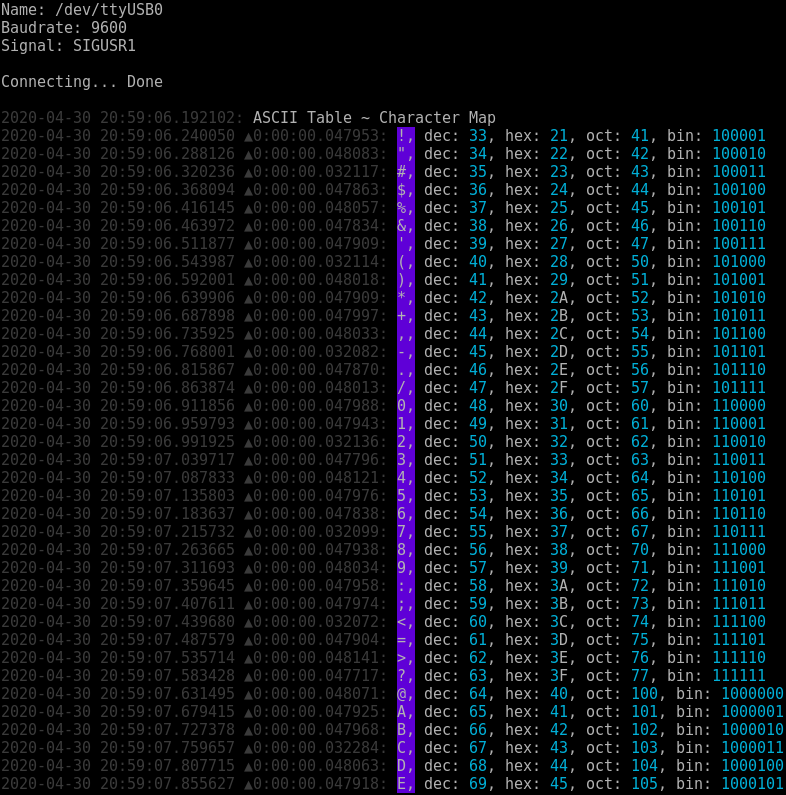 Name: /dev/ttyUSB0
Baudrate: 9600
Signal: SIGUSR1
Connecting... Done
2020-04-30 20:59:06.192102: ASCII Table ~ Character Map
2020-04-30 20:59:06.240050 ▲0:00:00.047953: !, dec: 33, hex: 21, oct: 41, bin: 100001
2020-04-30 20:59:06.288126 ▲0:00:00.048083: ", dec: 34, hex: 22, oct: 42, bin: 100010
2020-04-30 20:59:06.320236 ▲0:00:00.032117: #, dec: 35, hex: 23, oct: 43, bin: 100011
2020-04-30 20:59:06.368094 ▲0:00:00.047863: $, dec: 36, hex: 24, oct: 44, bin: 100100
2020-04-30 20:59:06.416145 ▲0:00:00.048057: %, dec: 37, hex: 25, oct: 45, bin: 100101
2020-04-30 20:59:06.463972 ▲0:00:00.047834: &, dec: 38, hex: 26, oct: 46, bin: 100110
2020-04-30 20:59:06.511877 ▲0:00:00.047909: ', dec: 39, hex: 27, oct: 47, bin: 100111
2020-04-30 20:59:06.543987 ▲0:00:00.032114: (, dec: 40, hex: 28, oct: 50, bin: 101000
2020-04-30 20:59:06.592001 ▲0:00:00.048018: ), dec: 41, hex: 29, oct: 51, bin: 101001
2020-04-30 20:59:06.639906 ▲0:00:00.047909: *, dec: 42, hex: 2A, oct: 52, bin: 101010
2020-04-30 20:59:06.687898 ▲0:00:00.047997: +, dec: 43, hex: 2B, oct: 53, bin: 101011
2020-04-30 20:59:06.735925 ▲0:00:00.048033: ,, dec: 44, hex: 2C, oct: 54, bin: 101100
2020-04-30 20:59:06.768001 ▲0:00:00.032082: -, dec: 45, hex: 2D, oct: 55, bin: 101101
2020-04-30 20:59:06.815867 ▲0:00:00.047870: ., dec: 46, hex: 2E, oct: 56, bin: 101110
2020-04-30 20:59:06.863874 ▲0:00:00.048013: /, dec: 47, hex: 2F, oct: 57, bin: 101111
2020-04-30 20:59:06.911856 ▲0:00:00.047988: 0, dec: 48, hex: 30, oct: 60, bin: 110000
2020-04-30 20:59:06.959793 ▲0:00:00.047943: 1, dec: 49, hex: 31, oct: 61, bin: 110001
2020-04-30 20:59:06.991925 ▲0:00:00.032136: 2, dec: 50, hex: 32, oct: 62, bin: 110010
2020-04-30 20:59:07.039717 ▲0:00:00.047796: 3, dec: 51, hex: 33, oct: 63, bin: 110011
2020-04-30 20:59:07.087833 ▲0:00:00.048121: 4, dec: 52, hex: 34, oct: 64, bin: 110100
2020-04-30 20:59:07.135803 ▲0:00:00.047976: 5, dec: 53, hex: 35, oct: 65, bin: 110101
2020-04-30 20:59:07.183637 ▲0:00:00.047838: 6, dec: 54, hex: 36, oct: 66, bin: 110110
2020-04-30 20:59:07.215732 ▲0:00:00.032099: 7, dec: 55, hex: 37, oct: 67, bin: 110111
2020-04-30 20:59:07.263665 ▲0:00:00.047938: 8, dec: 56, hex: 38, oct: 70, bin: 111000
2020-04-30 20:59:07.311693 ▲0:00:00.048034: 9, dec: 57, hex: 39, oct: 71, bin: 111001
2020-04-30 20:59:07.359645 ▲0:00:00.047958: :, dec: 58, hex: 3A, oct: 72, bin: 111010
2020-04-30 20:59:07.407611 ▲0:00:00.047974: ;, dec: 59, hex: 3B, oct: 73, bin: 111011
2020-04-30 20:59:07.439680 ▲0:00:00.032072: <, dec: 60, hex: 3C, oct: 74, bin: 111100
2020-04-30 20:59:07.487579 ▲0:00:00.047904: =, dec: 61, hex: 3D, oct: 75, bin: 111101
2020-04-30 20:59:07.535714 ▲0:00:00.048141: >, dec: 62, hex: 3E, oct: 76, bin: 111110
2020-04-30 20:59:07.583428 ▲0:00:00.047717: ?, dec: 63, hex: 3F, oct: 77, bin: 111111
2020-04-30 20:59:07.631495 ▲0:00:00.048071: @, dec: 64, hex: 40, oct: 100, bin: 1000000
2020-04-30 20:59:07.679415 ▲0:00:00.047925: A, dec: 65, hex: 41, oct: 101, bin: 1000001
2020-04-30 20:59:07.727378 ▲0:00:00.047968: B, dec: 66, hex: 42, oct: 102, bin: 1000010
2020-04-30 20:59:07.759657 ▲0:00:00.032284: C, dec: 67, hex: 43, oct: 103, bin: 1000011
2020-04-30 20:59:07.807715 ▲0:00:00.048063: D, dec: 68, hex: 44, oct: 104, bin: 1000100
2020-04-30 20:59:07.855627 ▲0:00:00.047918: E, dec: 69, hex: 45, oct: 105, bin: 1000101